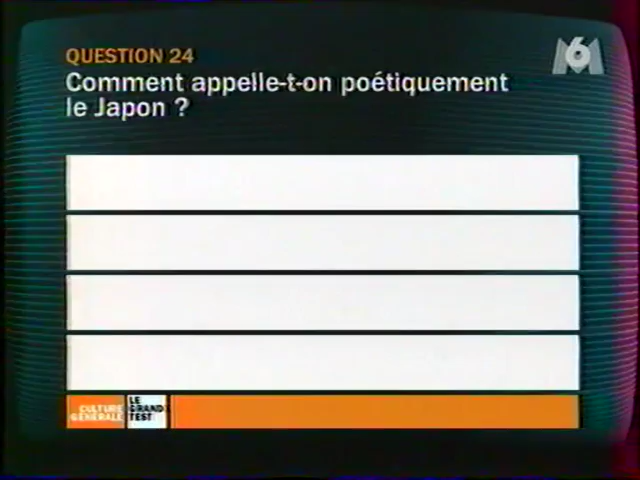 QUESTION 24
M6
Comment appelle-t-on poétiquement
le Japon ?
CULTURE
GÉNÉRALE
LE
GRAND
TEST